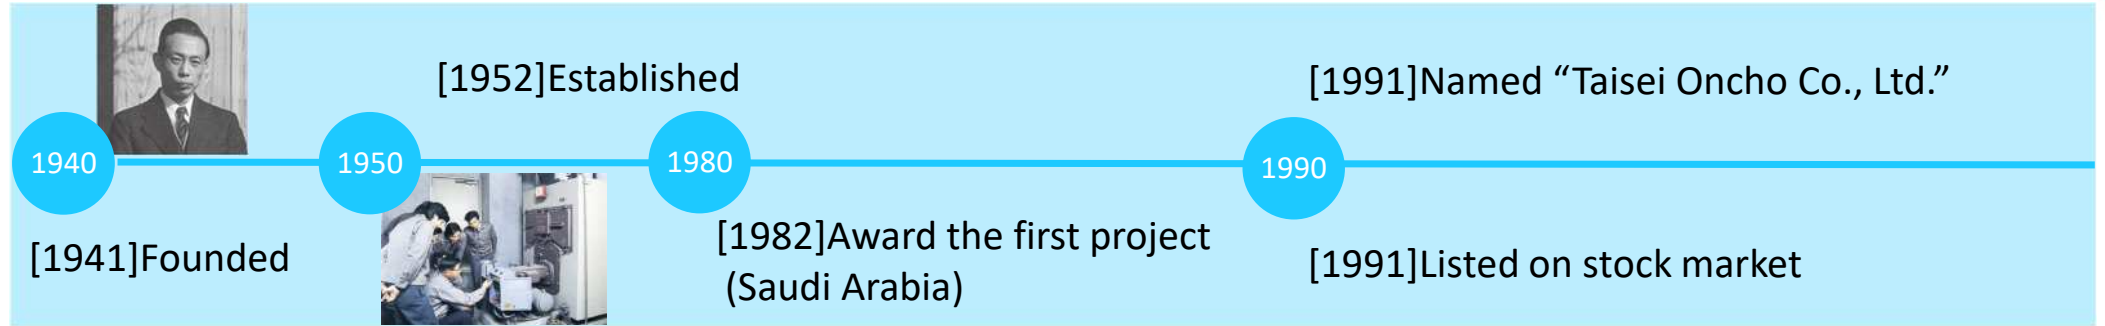 [1952]Established
[1991]Named “Taisei Oncho Co., Ltd.”
1940
1950
1980
1990
[1941]Founded
[1982]Award the first project
(Saudi Arabia)
[1991]Listed on stock market